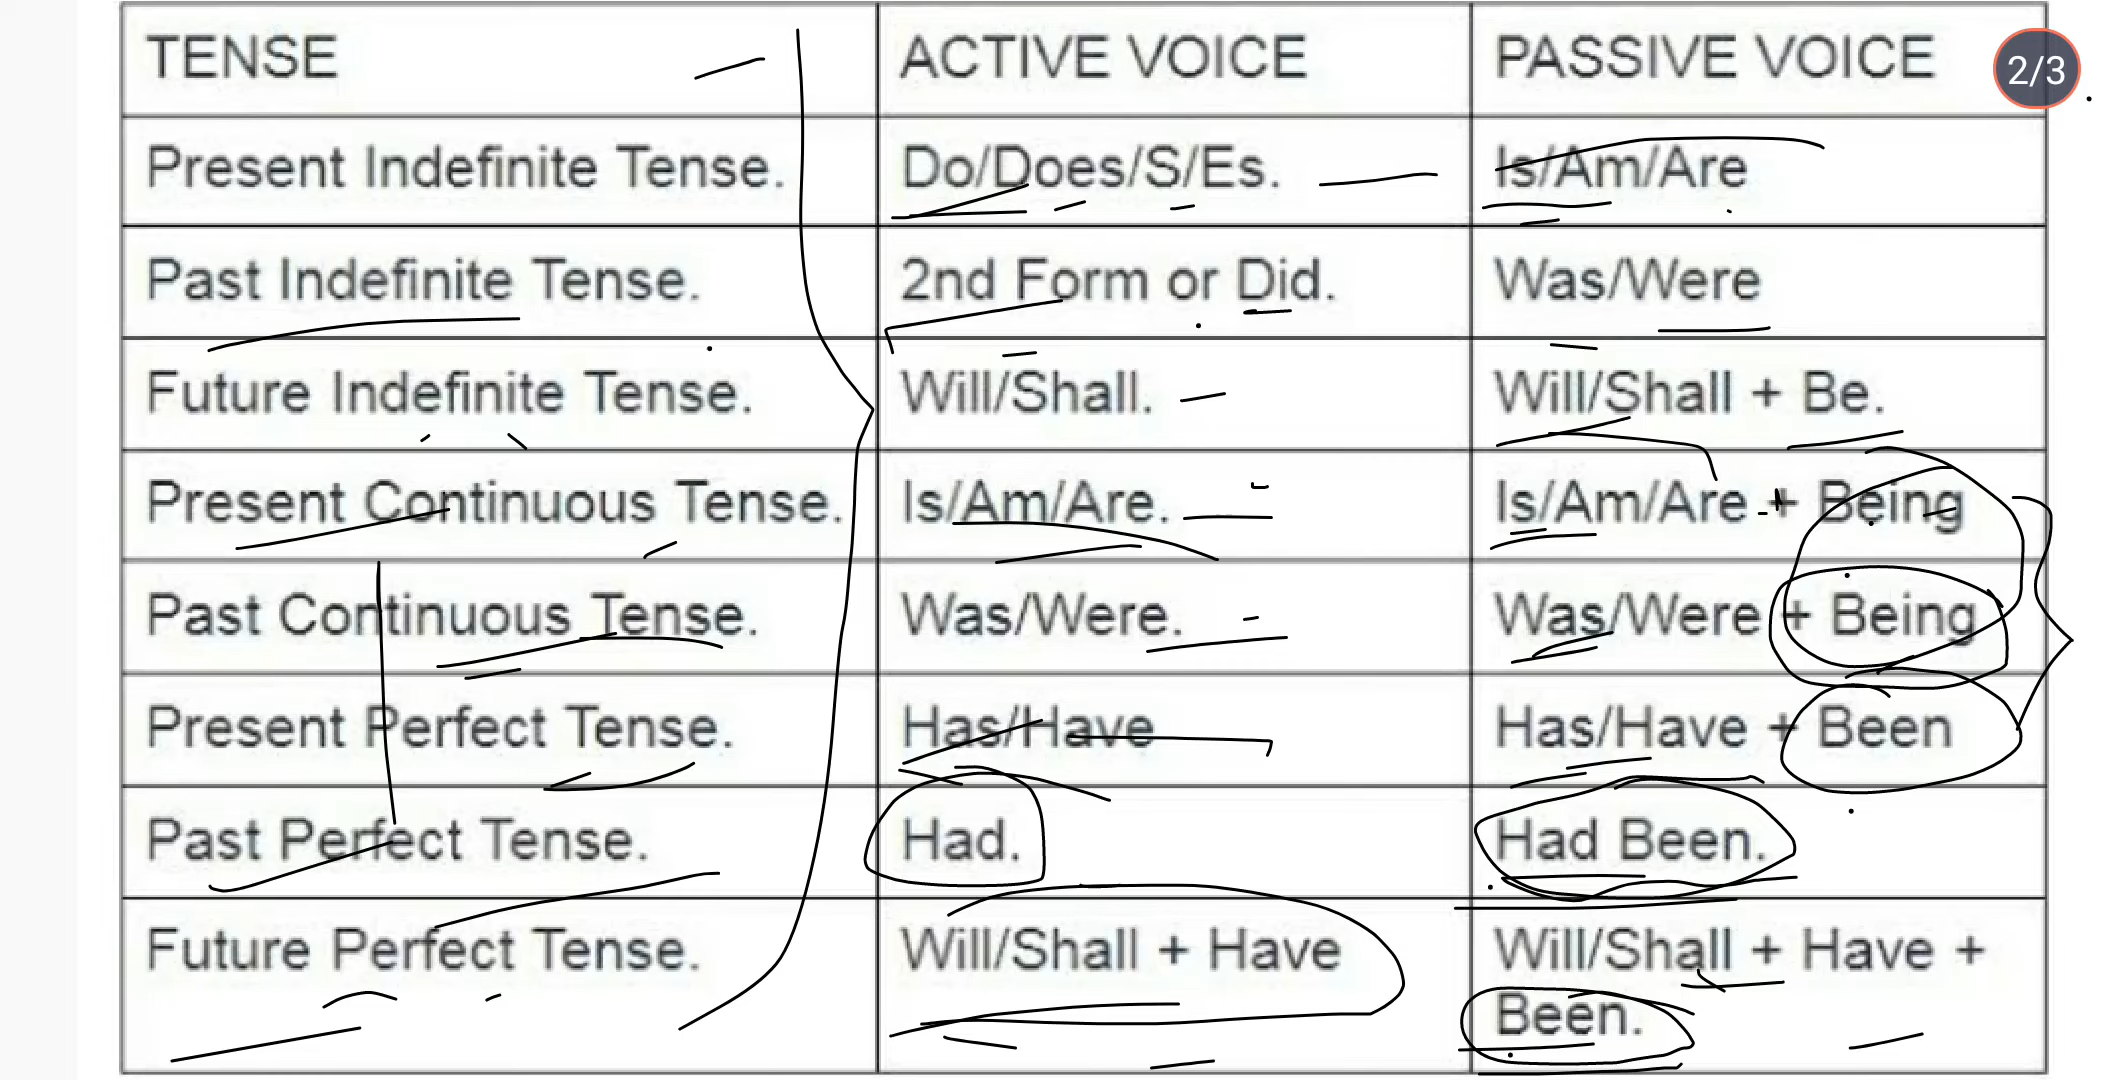 TENSE ACTIVE VOICE PASSIVE VOICE 2/3
Present Indefinite Tense. Do/Does/S/Es. Is/Am/Are
Past Indefinite Tense. 2nd Form or Did. Was/Were
Future Indefinite Tense. Will/Shall. Will/Shall + Be.
Present Continuous Tense. Is/Am/Are. Is/Am/Are + Being
Past Continuous Tense. Was/Were. Was/Were + Being
Present Perfect Tense. Has/Have Has/Have + Been
Past Perfect Tense. Had. Had Been.
Future Perfect Tense. Will/Shall + Have Will/Shall + Have +
Been.